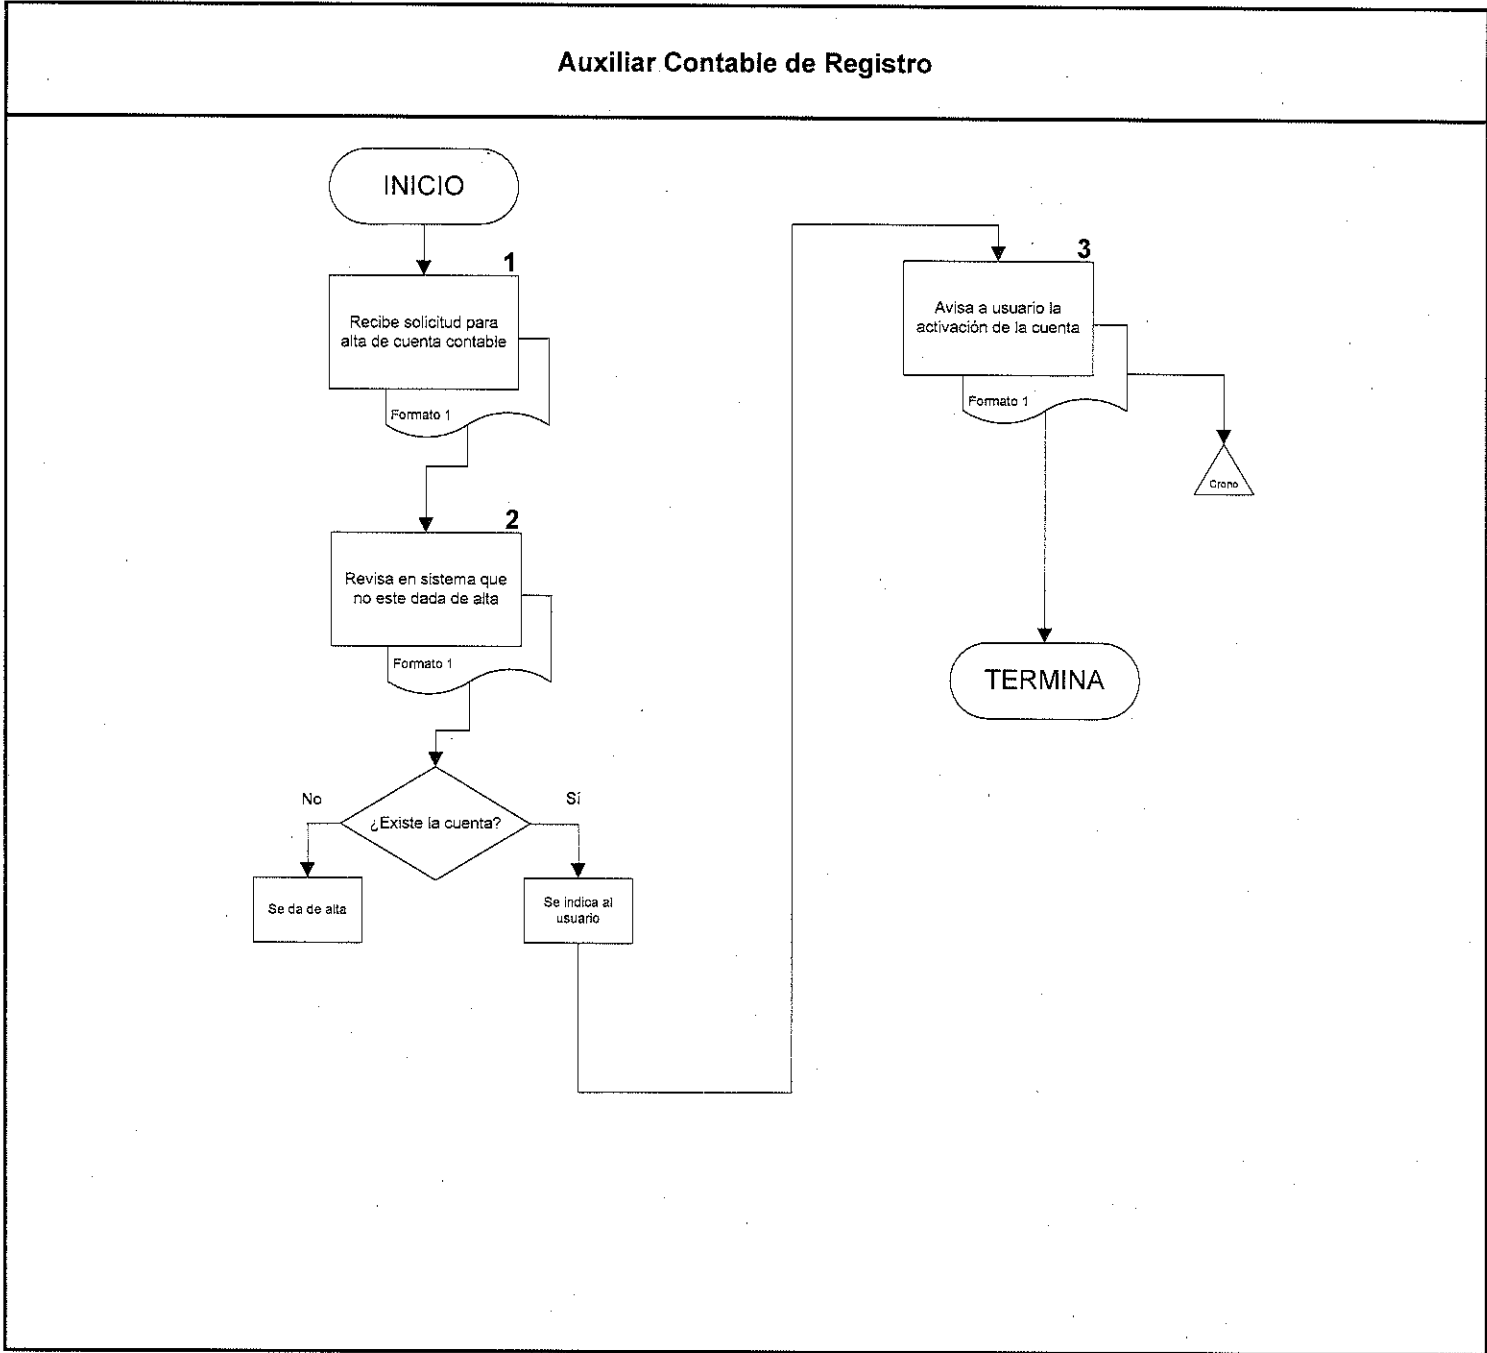 Auxiliar Contable de Registro
INICIO
1
Recibe solicitud para
alta de cuenta contable
Formato 1
2
Revisa en sistema que
no este dada de alta
Formato 1
¿Existe la cuenta?
No
Sí
Se da de alta
Se indica al
usuario
3
Avisa a usuario la
activación de la cuenta
Formato 1
Crono
TERMINA